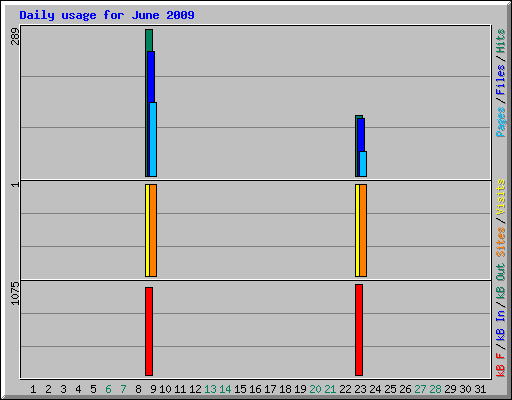 Daily usage for June 2009
289
Pages/Files/Hits
1
Sites/Visits
1075
kB F/kB In/kB Out
1 2 3 4 5 6 7 8 9 10 11 12 13 14 15 16 17 18 19 20 21 22 23 24 25 26 27 28 29 30 31